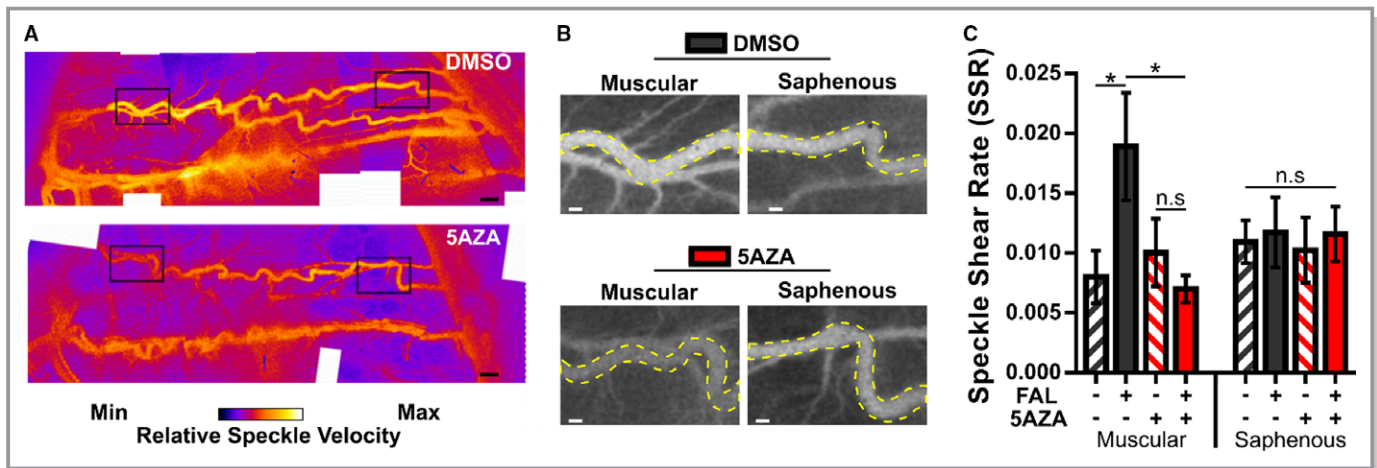 A
DMSO
5AZA
Min Max
Relative Speckle Velocity
B
DMSO
Muscular Saphenous
5AZA
Muscular Saphenous
C
Speckle Shear Rate (SSR)
0.025
0.020
0.015
0.010
0.005
0.000
* *
n.s
n.s
FAL - + - + - + - +
5AZA - - + + - - + +
Muscular Saphenous